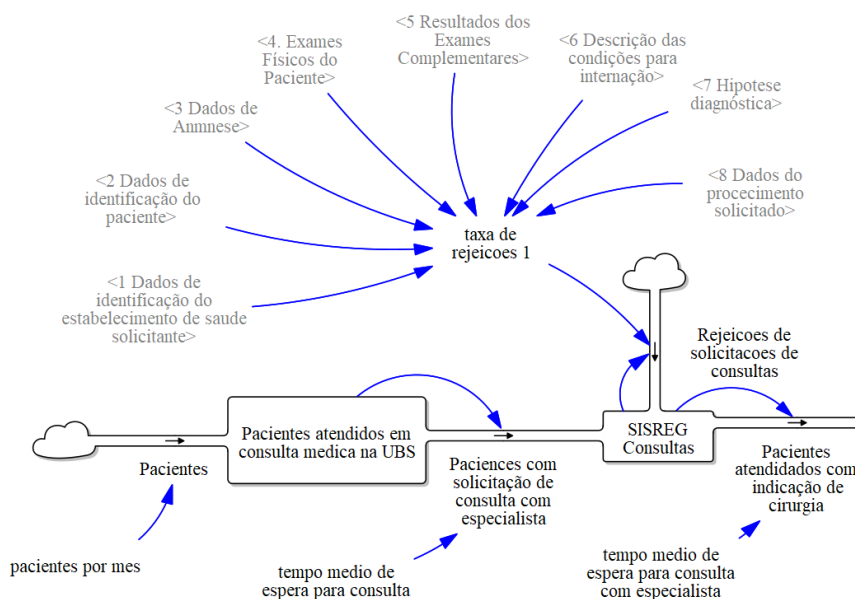 <4. Exames
Físicos do
Paciente>
<5 Resultados dos
Exames
Complementares>
<6 Descrição das
condições para
internação>
<7 Hipotese
diagnóstica>
<3 Dados de
Anmnese>
<2 Dados de
identificação do
paciente>
<8 Dados do
procecimento
solicitado>
taxa de
rejeicoes 1
<1 Dados de
identificação do
estabelecimento de saude
solicitante>
Rejeicoes de
solicitacoes de
consultas
Pacientes atendidos em
consulta medica na UBS
SISREG
Consultas
Pacientes
Paciences com
solicitação de
consulta com
especialista
Pacientes
atendidados com
indicação de
cirurgia
pacientes por mes
tempo medio de
espera para consulta
tempo medio de
espera para consulta
com especialista